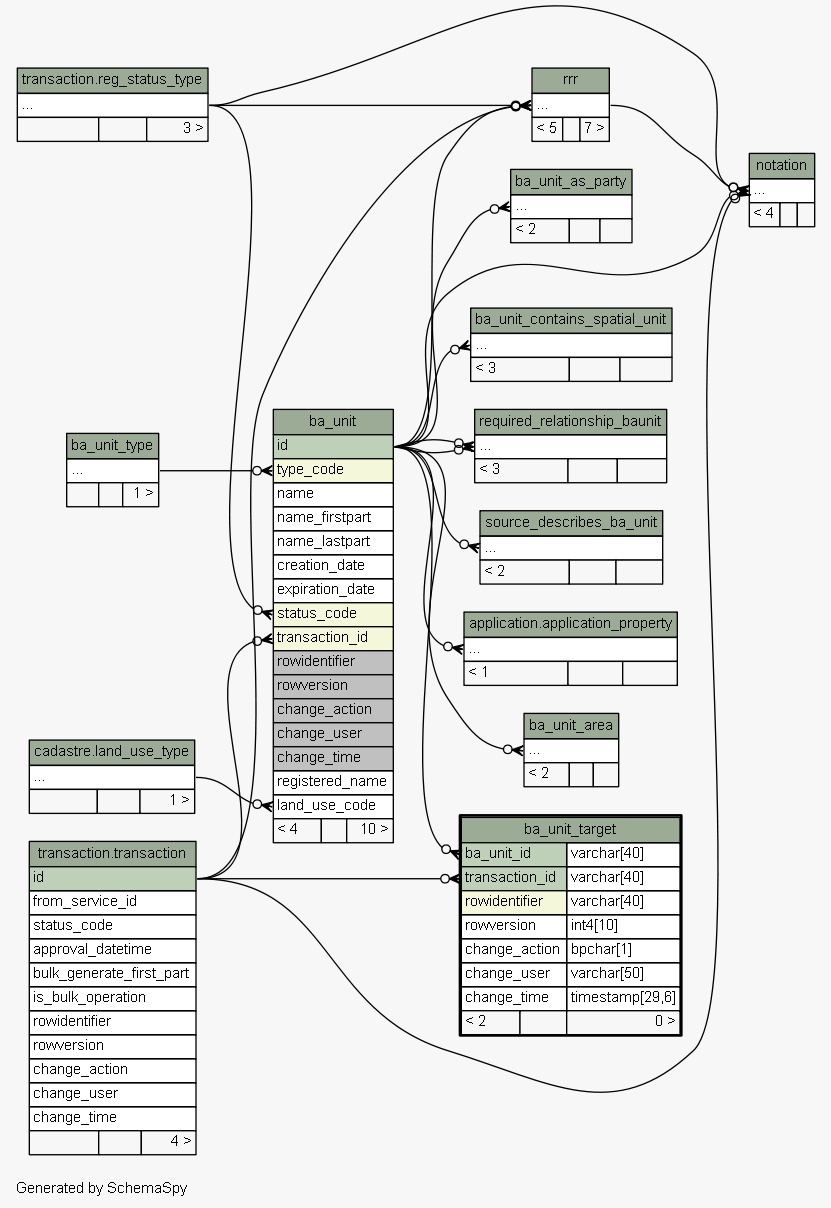 transaction.reg_status_type
...
3 >
rrr
...
< 5 7 >
notation
...
< 4
ba_unit_as_party
...
< 2
ba_unit_contains_spatial_unit
...
< 3
ba_unit_type
...
1 >
ba_unit
id
type_code
name
name_firstpart
name_lastpart
creation_date
expiration_date
status_code
transaction_id
rowidentifier
rowversion
change_action
change_user
change_time
registered_name
land_use_code
< 4 10 >
required_relationship_baunit
...
< 3
source_describes_ba_unit
...
< 2
application.application_property
...
< 1
ba_unit_area
...
< 2
cadastre.land_use_type
...
1 >
transaction.transaction
id
from_service_id
status_code
approval_datetime
bulk_generate_first_part
is_bulk_operation
rowidentifier
rowversion
change_action
change_user
change_time
4 >
ba_unit_target
ba_unit_id varchar[40]
transaction_id varchar[40]
rowidentifier varchar[40]
rowversion int4[10]
change_action bpchar[1]
change_user varchar[50]
change_time timestamp[29,6]
< 2 0 >
Generated by SchemaSpy